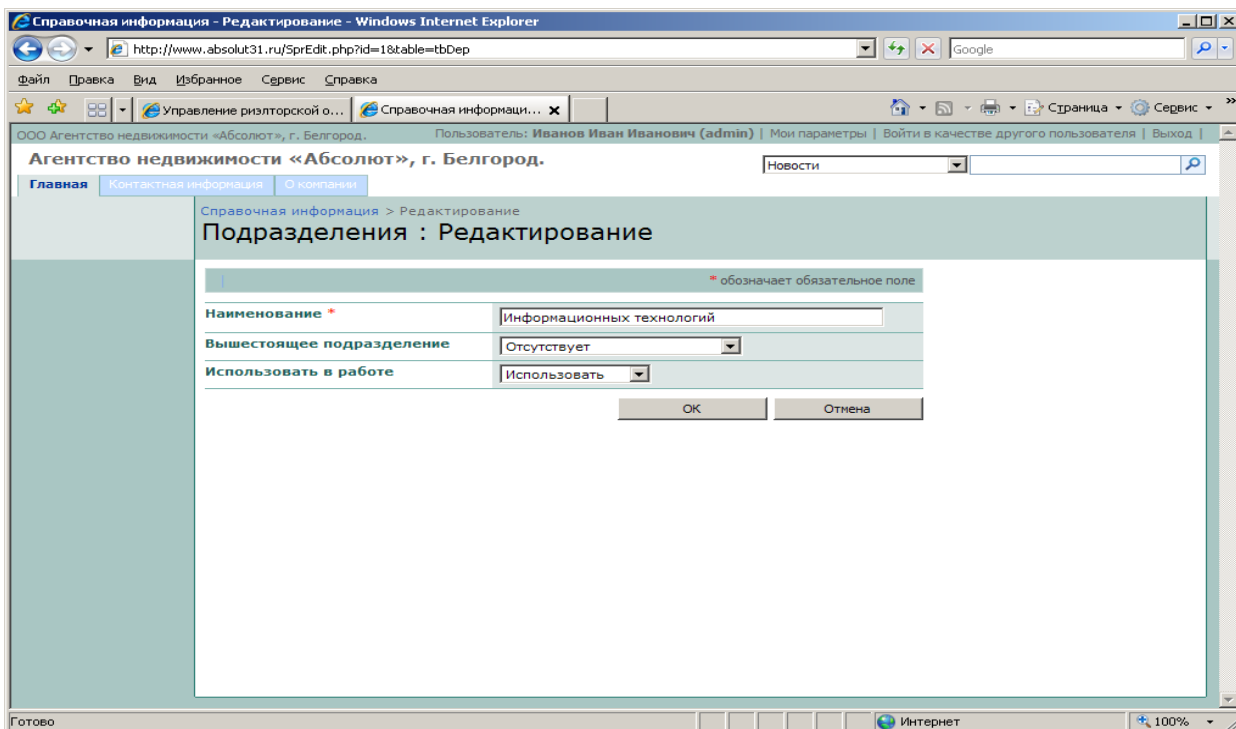 Справочная информация - Редактирование - Windows Internet Explorer
http://www.absolut31.ru/SprEdit.php?id=1&table=tbDep
Google
Файл Правка Вид Избранное Сервис Справка
Управление риэлторской о... Справочная информаци... Страница Сервис »
ООО Агентство недвижимости «Абсолют», г. Белгород. Пользователь: Иванов Иван Иванович (admin) | Мои параметры | Войти в качестве другого пользователя | Выход |
Агентство недвижимости «Абсолют», г. Белгород.
Новости
Главная Контактная информация О компании
Справочная информация > Редактирование
Подразделения : Редактирование
| * обозначает обязательное поле
Наименование * Информационных технологий
Вышестоящее подразделение Отсутствует
Использовать в работе Использовать
OK Отмена
Готово Интернет 100%